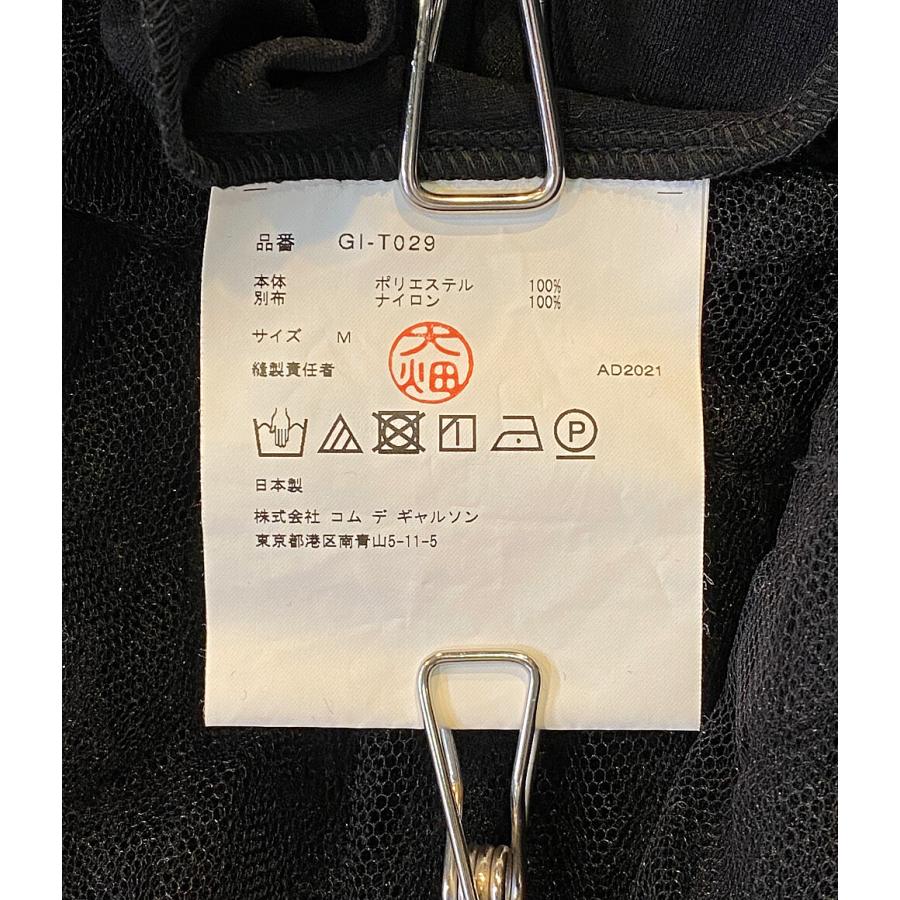 品番 GI-T029
本体 ポリエステル 100%
別布 ナイロン 100%
サイズ M
大畑
縫製責任者 AD2021
P
日本製
株式会社 コム デ ギャルソン
東京都港区南青山5-11-5